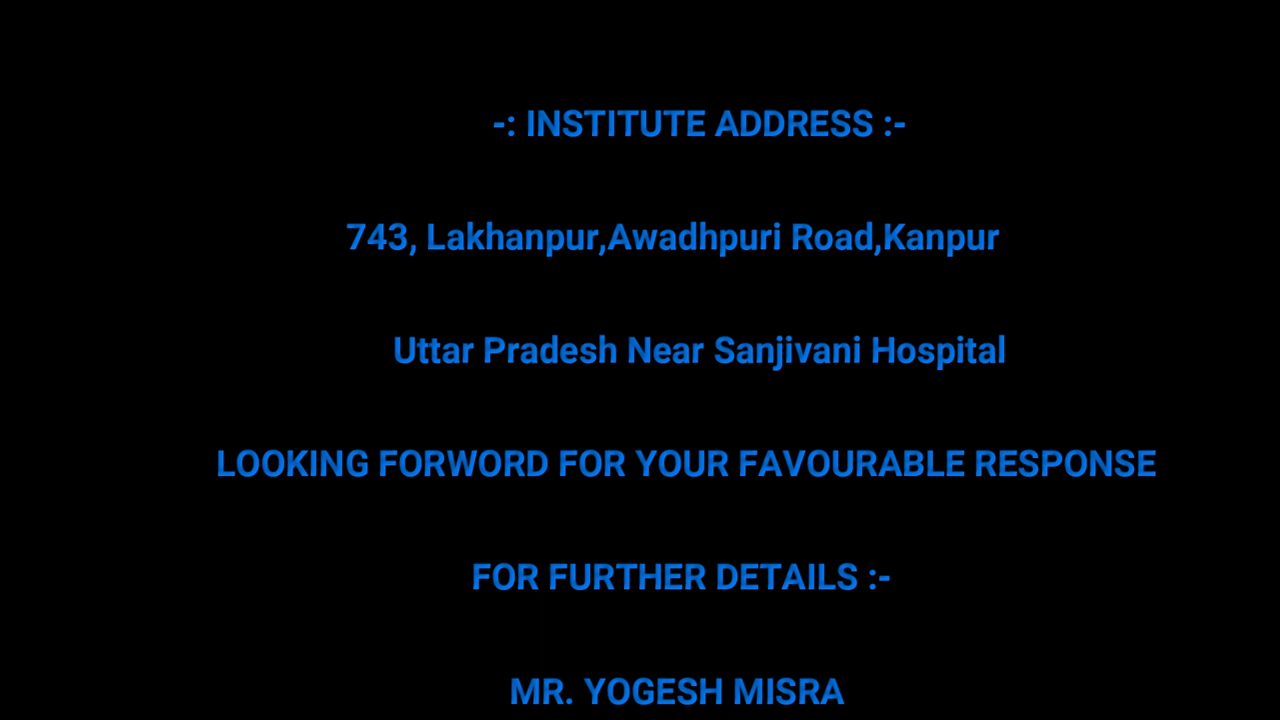 -: INSTITUTE ADDRESS :-
743, Lakhanpur,Awadhpuri Road,Kanpur
Uttar Pradesh Near Sanjivani Hospital
LOOKING FORWORD FOR YOUR FAVOURABLE RESPONSE
FOR FURTHER DETAILS :-
MR. YOGESH MISRA